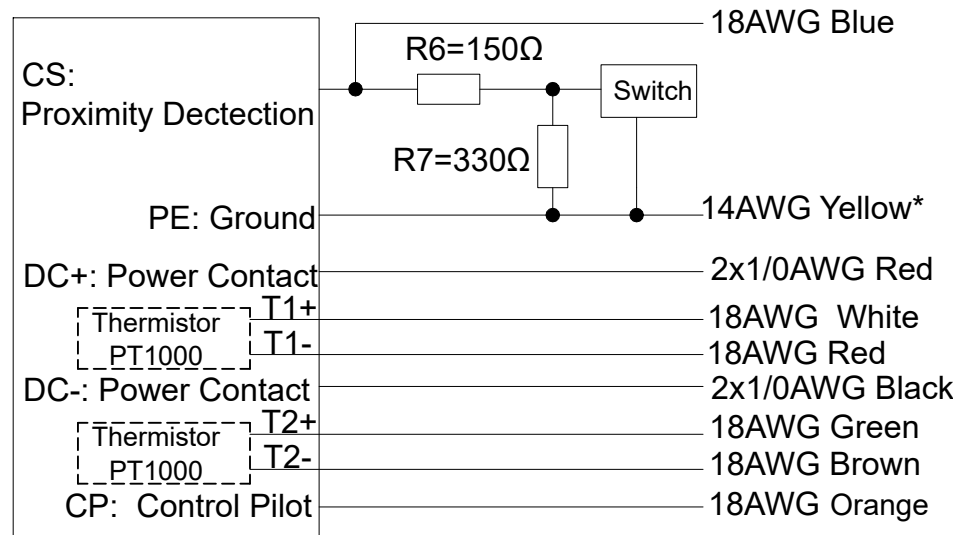 18AWG Blue
R6=150Ω
CS:
Proximity Dectection
Switch
R7=330Ω
PE: Ground
14AWG Yellow*
DC+: Power Contact
2x1/0AWG Red
T1+
18AWG White
Thermistor
PT1000
T1-
18AWG Red
DC-: Power Contact
2x1/0AWG Black
T2+
18AWG Green
Thermistor
PT1000
T2-
18AWG Brown
CP: Control Pilot
18AWG Orange